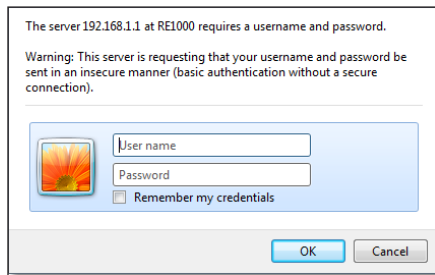 The server 192.168.1.1 at RE1000 requires a username and password.
Warning: This server is requesting that your username and password be
sent in an insecure manner (basic authentication without a secure
connection).
User name
Password
Remember my credentials
OK Cancel